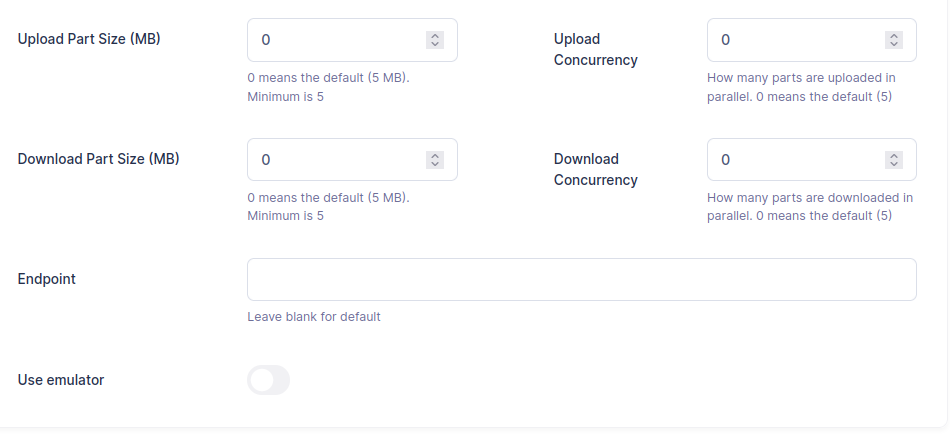 Upload Part Size (MB)
0
0 means the default (5 MB).
Minimum is 5
Upload
Concurrency
0
How many parts are uploaded in
parallel. 0 means the default (5)
Download Part Size (MB)
0
0 means the default (5 MB).
Minimum is 5
Download
Concurrency
0
How many parts are downloaded in
parallel. 0 means the default (5)
Endpoint
Leave blank for default
Use emulator